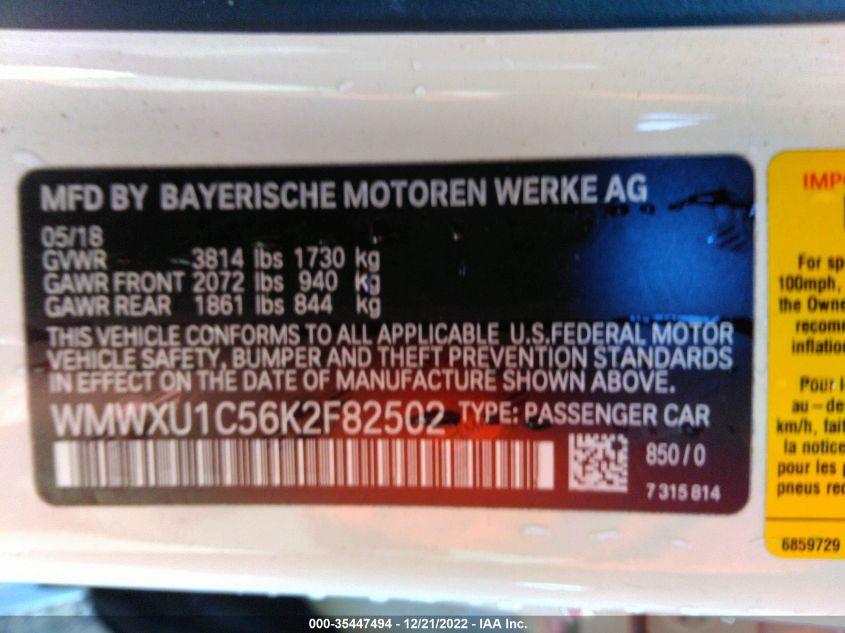 MFD BY BAYERISCHE MOTOREN WERKE AG
05/18
GVWR 3814 lbs 1730 kg
GAWR FRONT 2072 lbs 940 kg
GAWR REAR 1861 lbs 844 kg
THIS VEHICLE CONFORMS TO ALL APPLICABLE U.S.FEDERAL MOTOR
VEHICLE SAFETY, BUMPER AND THEFT PREVENTION STANDARDS
IN EFFECT ON THE DATE OF MANUFACTURE SHOWN ABOVE.
WMWXU1C56K2F82502 TYPE: PASSENGER CAR
850/0
7 315 814
IMPO
For sp
100mph,
the Owne
recomm
inflation
Pour l
au-de
km/h, fait
la notice
pour les p
pneus rec
6859729
000-35447494 - 12/21/2022 - IAA Inc.